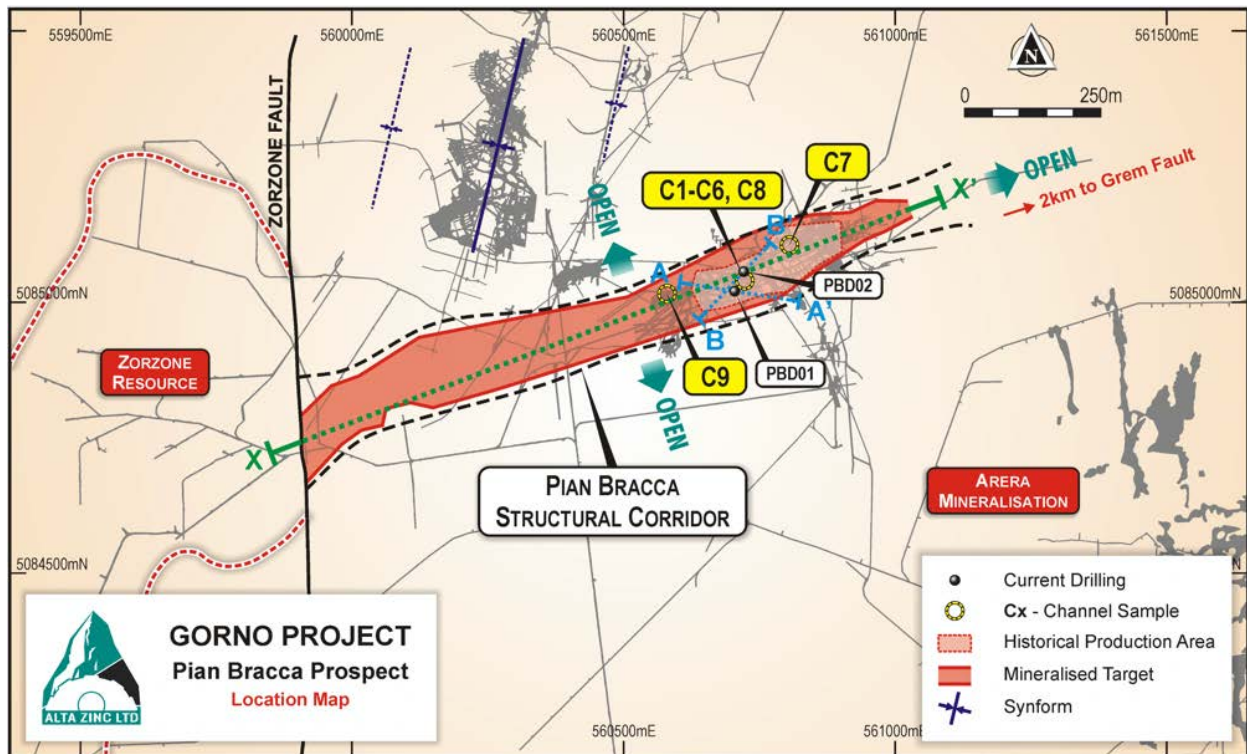 559500mE
560000mE
560500mE
561000mE
561500mE
N
0
250m
ZORZONE FAULT
C7
C1-C6, C8
OPEN
X'
OPEN
2km to Grem Fault
B'
A
PBD02
5085000mN
5085000mN
A'
B
ZORZONE
RESOURCE
C9
PBD01
OPEN
X
PIAN BRACCA
STRUCTURAL CORRIDOR
ARERA
MINERALISATION
5084500mN
N
Current Drilling
Cx - Channel Sample
Historical Production Area
Mineralised Target
Synform
GORNO PROJECT
Pian Bracca Prospect
Location Map
ALTA ZINC LTD
560000mE
560500mE
561000mE